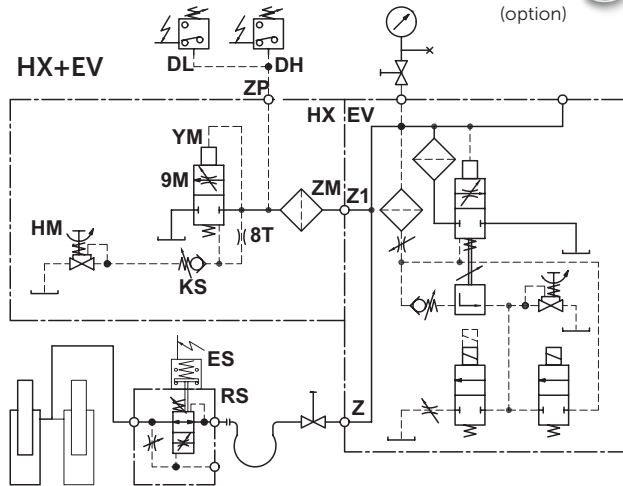 (option)
HX+EV
DL DH
ZP
HX EV
YM
9M
ZM Z1
HM
8T
KS
ES
RS
Z